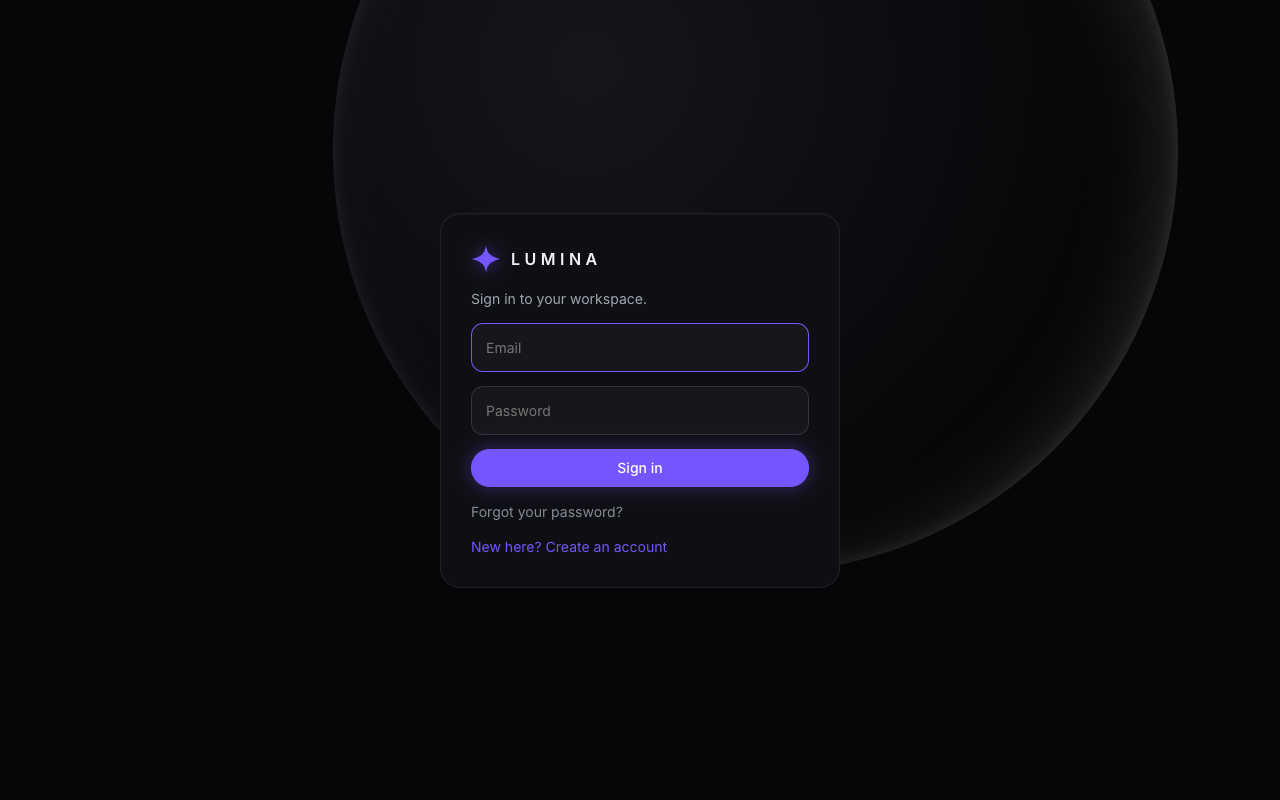 LUMINA
Sign in to your workspace.
Email
Password
Sign in
Forgot your password?
New here? Create an account